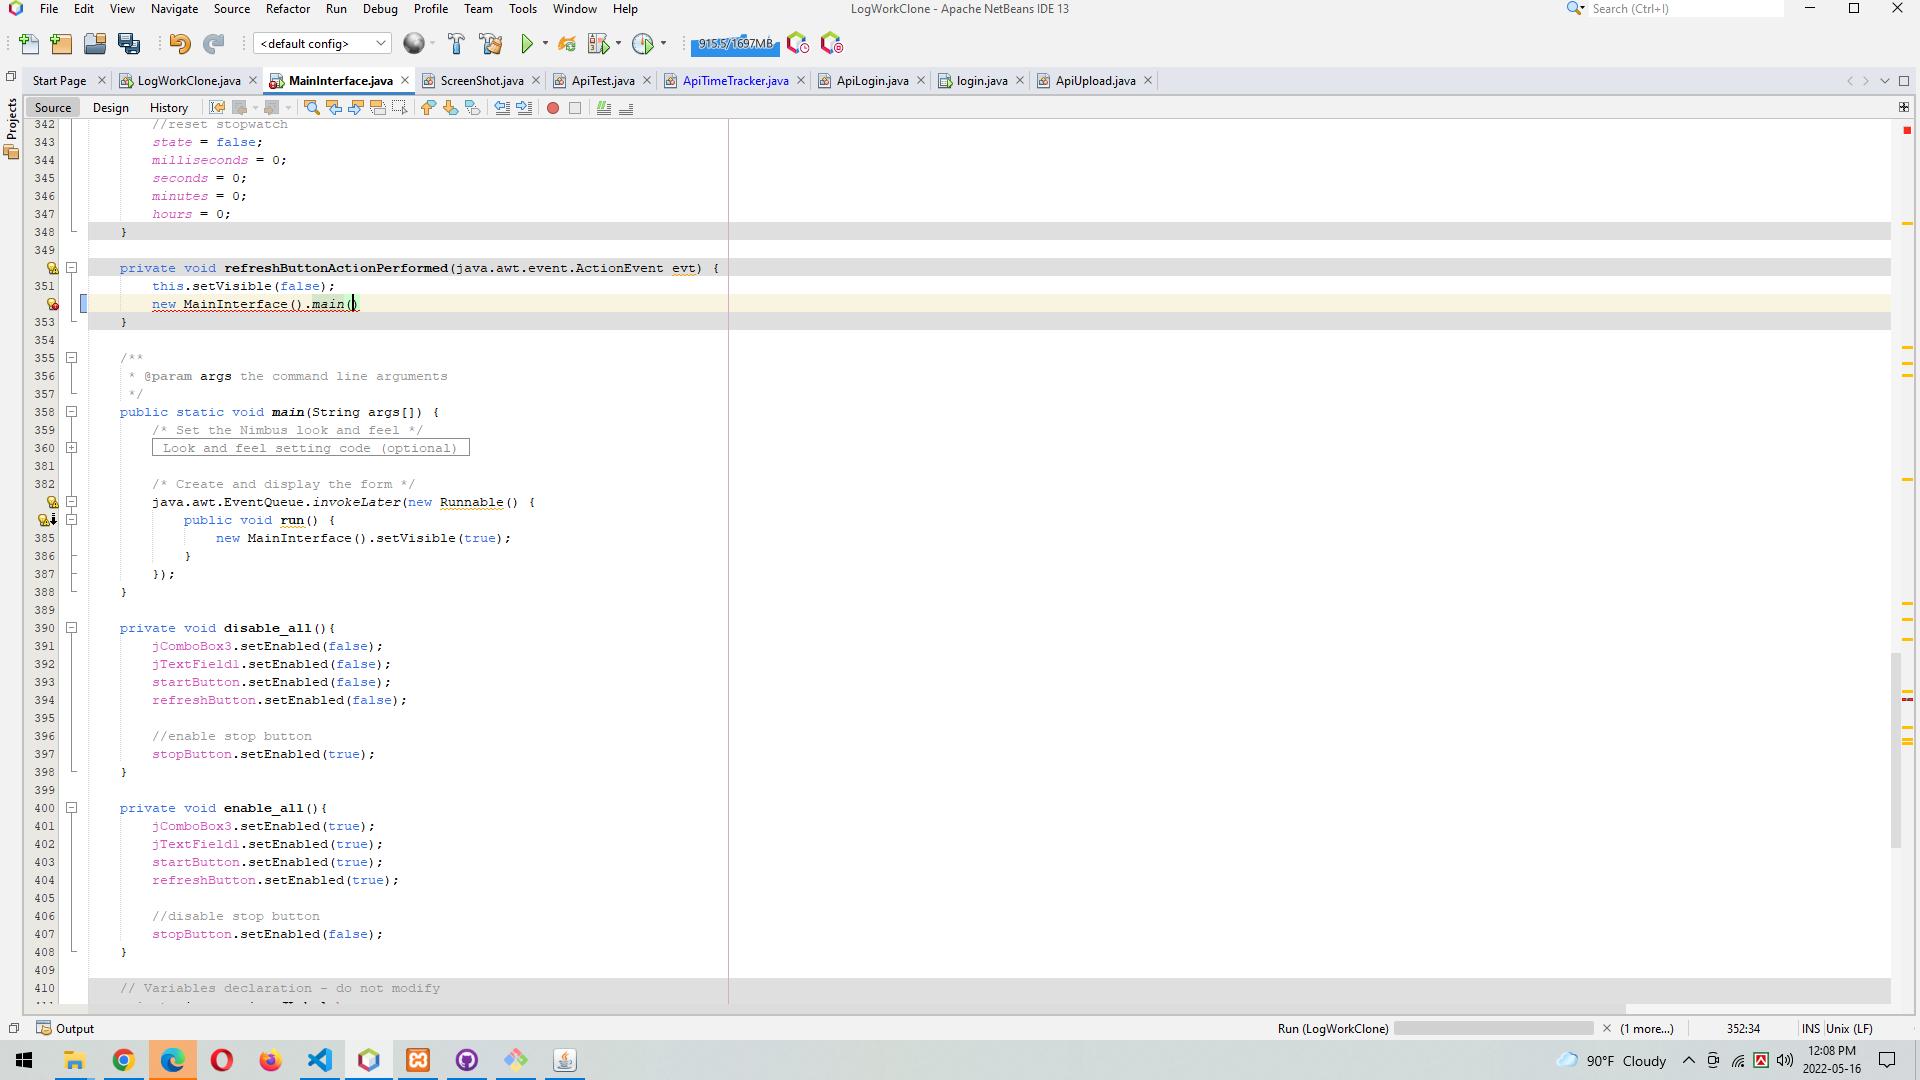 File Edit View Navigate Source Refactor Run Debug Profile Team Tools Window Help LogWorkClone - Apache NetBeans IDE 13 Search (Ctrl+I)
<default config> 915.5/1697MB
Start Page LogWorkClone.java MainInterface.java ScreenShot.java ApiTest.java ApiTimeTracker.java ApiLogin.java login.java ApiUpload.java
Source Design History
Projects
342 //reset stopwatch
343 state = false;
344 milliseconds = 0;
345 seconds = 0;
346 minutes = 0;
347 hours = 0;
348 }
349
private void refreshButtonActionPerformed(java.awt.event.ActionEvent evt) {
351 this.setVisible(false);
new MainInterface().main()
353 }
354
355 /**
356 * @param args the command line arguments
357 */
358 public static void main(String args[]) {
359 /* Set the Nimbus look and feel */
360 Look and feel setting code (optional)
381
382 /* Create and display the form */
java.awt.EventQueue.invokeLater(new Runnable() {
public void run() {
385 new MainInterface().setVisible(true);
386 }
387 });
388 }
389
390 private void disable_all(){
391 jComboBox3.setEnabled(false);
392 jTextField1.setEnabled(false);
393 startButton.setEnabled(false);
394 refreshButton.setEnabled(false);
395
396 //enable stop button
397 stopButton.setEnabled(true);
398 }
399
400 private void enable_all(){
401 jComboBox3.setEnabled(true);
402 jTextField1.setEnabled(true);
403 startButton.setEnabled(true);
404 refreshButton.setEnabled(true);
405
406 //disable stop button
407 stopButton.setEnabled(false);
408 }
409
410 // Variables declaration - do not modify
Output Run (LogWorkClone) (1 more...) 352:34 INS Unix (LF)
90°F Cloudy 12:08 PM
2022-05-16